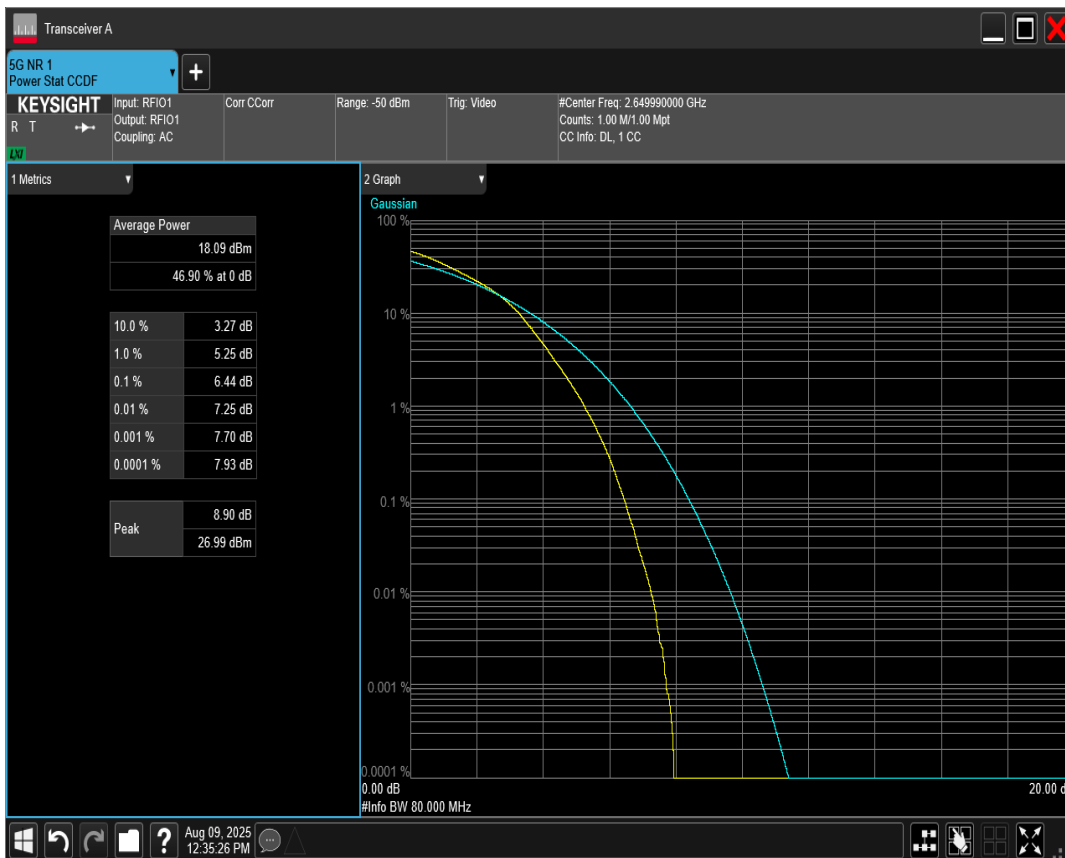 Transceiver A
5G NR 1
Power Stat CCDF
KEYSIGHT
R T
LXI
Input: RFIO1
Output: RFIO1
Coupling: AC
Corr CCorr
Range: -50 dBm
Trig: Video
#Center Freq: 2.649990000 GHz
Counts: 1.00 M/1.00 Mpt
CC Info: DL, 1 CC
1 Metrics
Average Power
18.09 dBm
46.90 % at 0 dB
10.0 % 3.27 dB
1.0 % 5.25 dB
0.1 % 6.44 dB
0.01 % 7.25 dB
0.001 % 7.70 dB
0.0001 % 7.93 dB
Peak
8.90 dB
26.99 dBm
2 Graph
Gaussian
100 %
10 %
1 %
0.1 %
0.01 %
0.001 %
0.0001 %
0.00 dB
20.00 d
#Info BW 80.000 MHz
Aug 09, 2025
12:35:26 PM